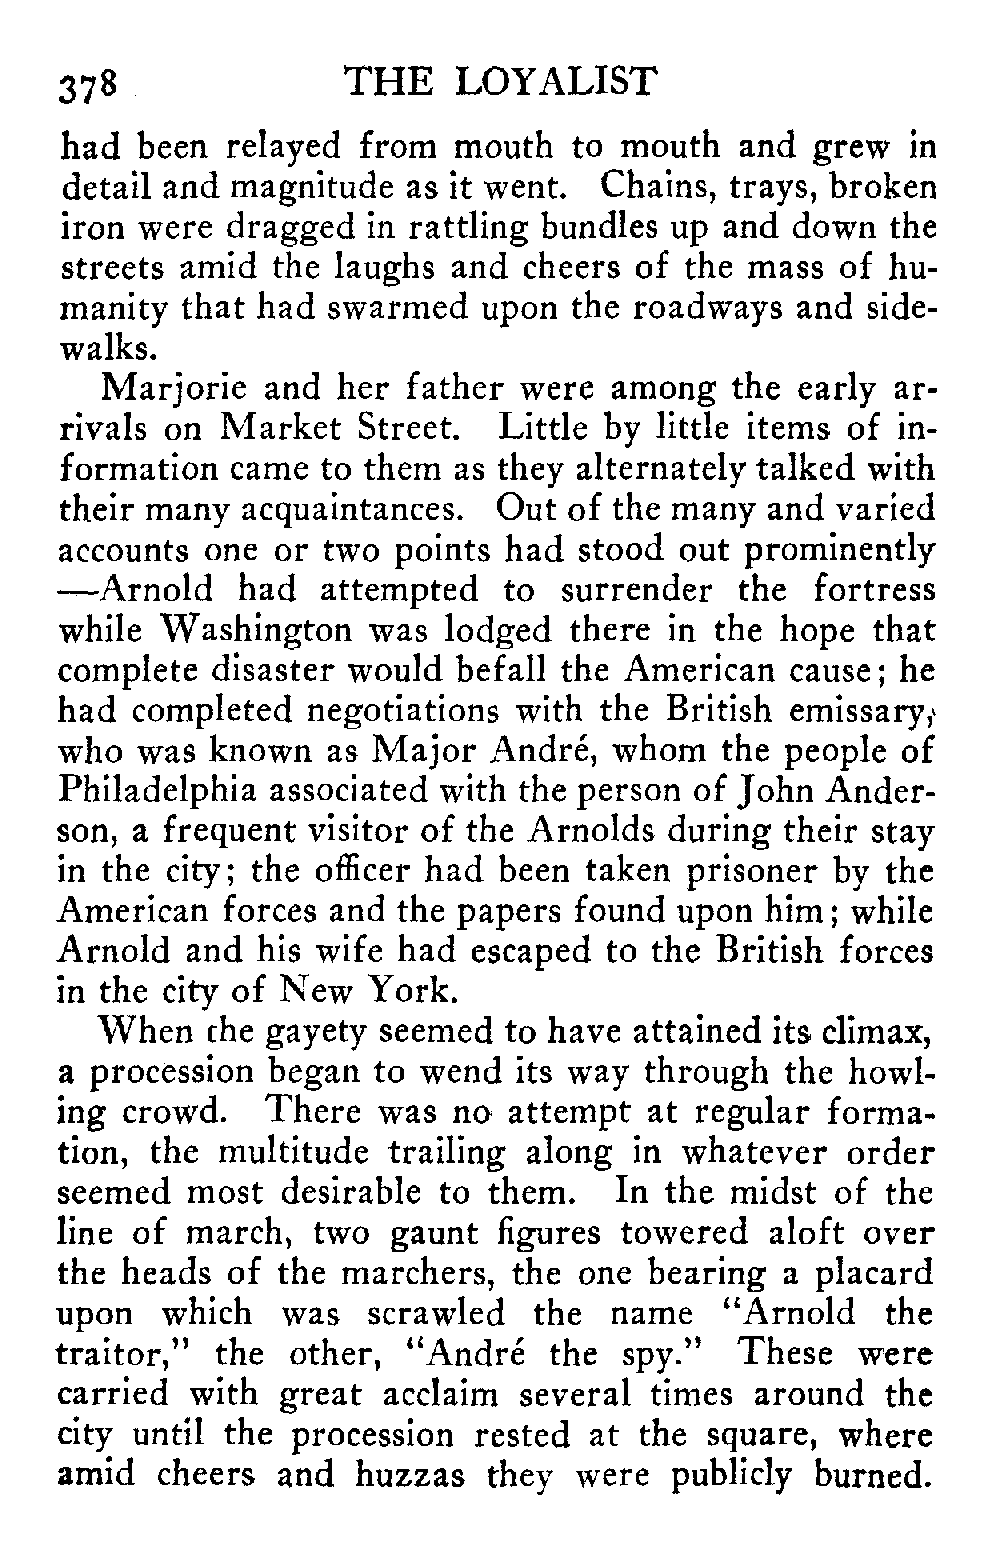 378 THE LOYALIST
had been relayed from mouth to mouth and grew in
detail and magnitude as it went. Chains, trays, broken
iron were dragged in rattling bundles up and down the
streets amid the laughs and cheers of the mass of hu-
manity that had swarmed upon the roadways and side-
walks.
Marjorie and her father were among the early ar-
rivals on Market Street. Little by little items of in-
formation came to them as they alternately talked with
their many acquaintances. Out of the many and varied
accounts one or two points had stood out prominently
—Arnold had attempted to surrender the fortress
while Washington was lodged there in the hope that
complete disaster would befall the American cause; he
had completed negotiations with the British emissary,
who was known as Major André, whom the people of
Philadelphia associated with the person of John Ander-
son, a frequent visitor of the Arnolds during their stay
in the city; the officer had been taken prisoner by the
American forces and the papers found upon him; while
Arnold and his wife had escaped to the British forces
in the city of New York.
When the gayety seemed to have attained its climax,
a procession began to wend its way through the howl-
ing crowd. There was no attempt at regular forma-
tion, the multitude trailing along in whatever order
seemed most desirable to them. In the midst of the
line of march, two gaunt figures towered aloft over
the heads of the marchers, the one bearing a placard
upon which was scrawled the name "Arnold the
traitor," the other, "André the spy." These were
carried with great acclaim several times around the
city until the procession rested at the square, where
amid cheers and huzzas they were publicly burned.